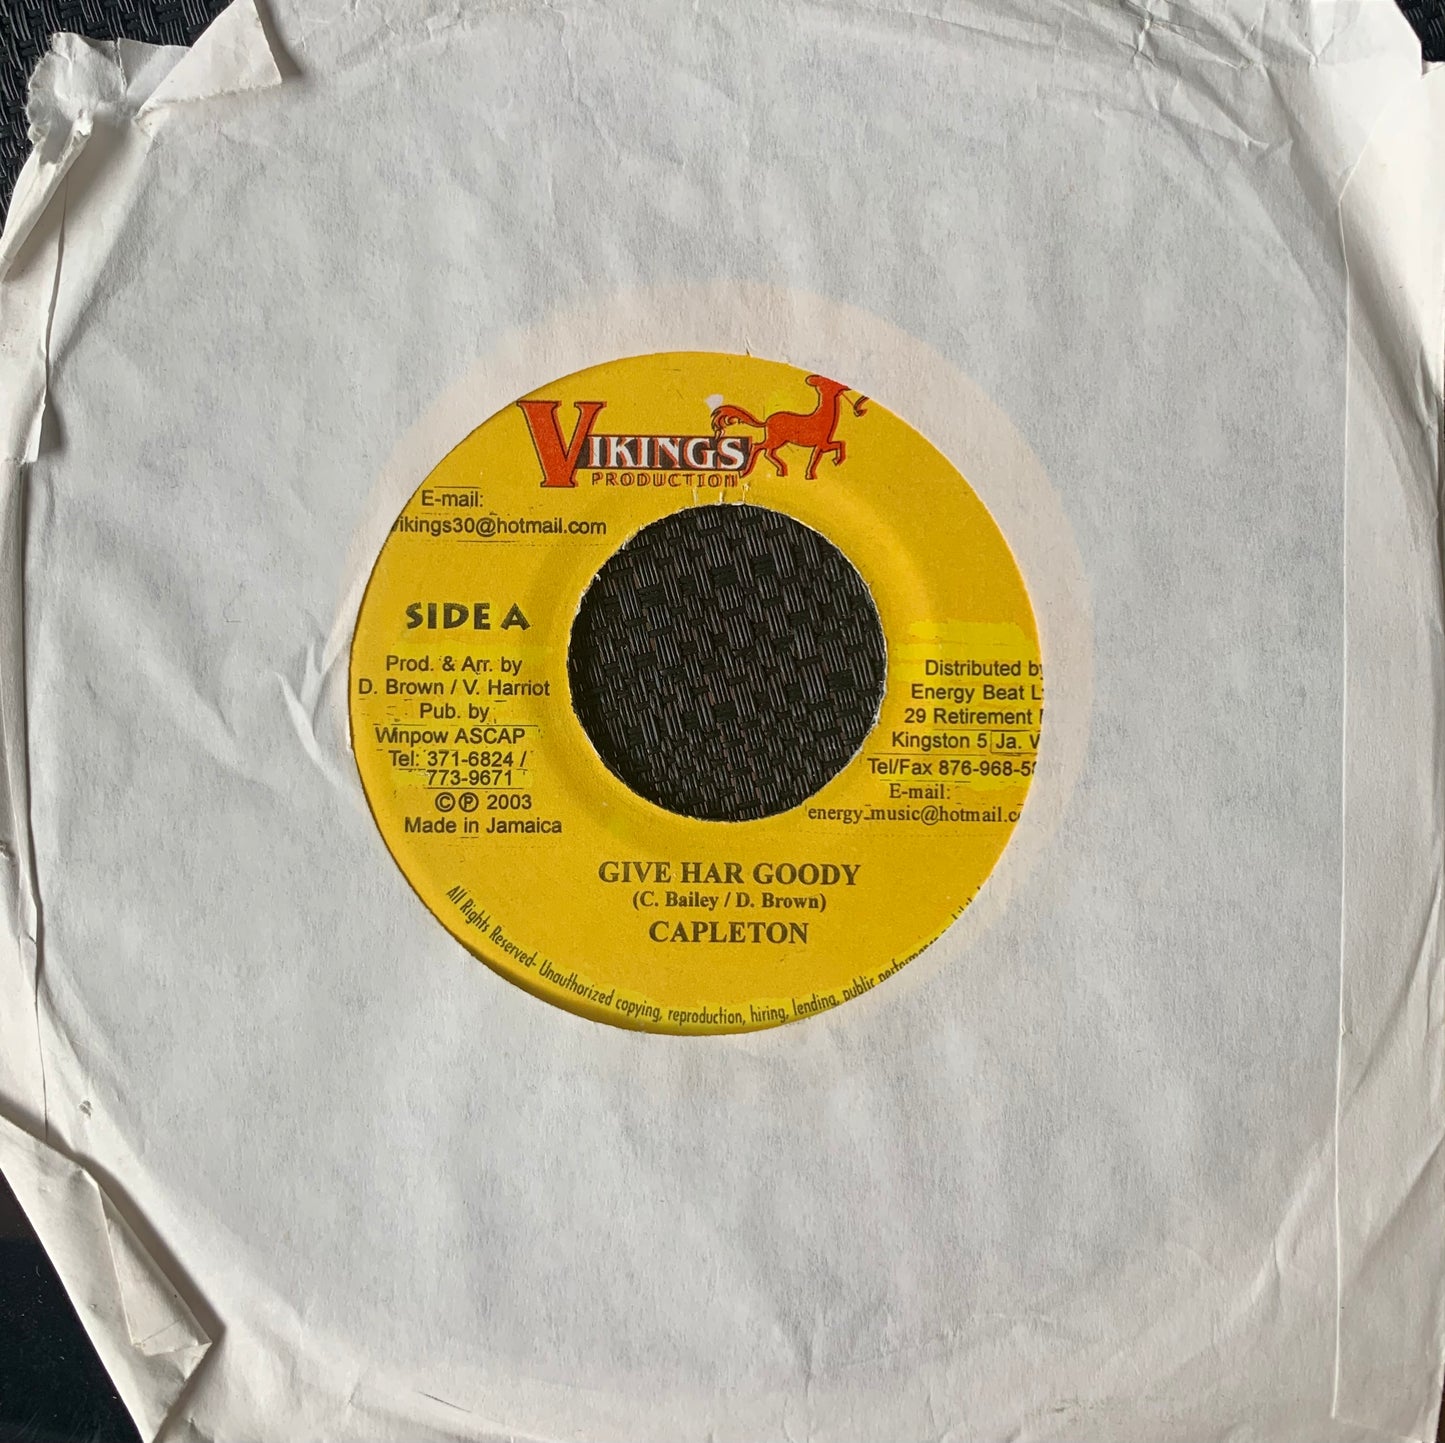 VIKINGS
PRODUCTION
E-mail:
vikings30@hotmail.com
SIDE A
Prod. & Arr. by
D. Brown / V. Harriot
Pub. by
Winpow ASCAP
Tel: 371-6824 /
773-9671
© ℗ 2003
Made in Jamaica
Distributed by
Energy Beat
29 Retirement
Kingston 5 Ja. W
Tel/Fax 876-968-
E-mail:
energy_music@hotmail.
GIVE HAR GOODY
(C. Bailey / D. Brown)
CAPLETON
All Rights Reserved- Unauthorized copying, reproduction, hiring, lending, public